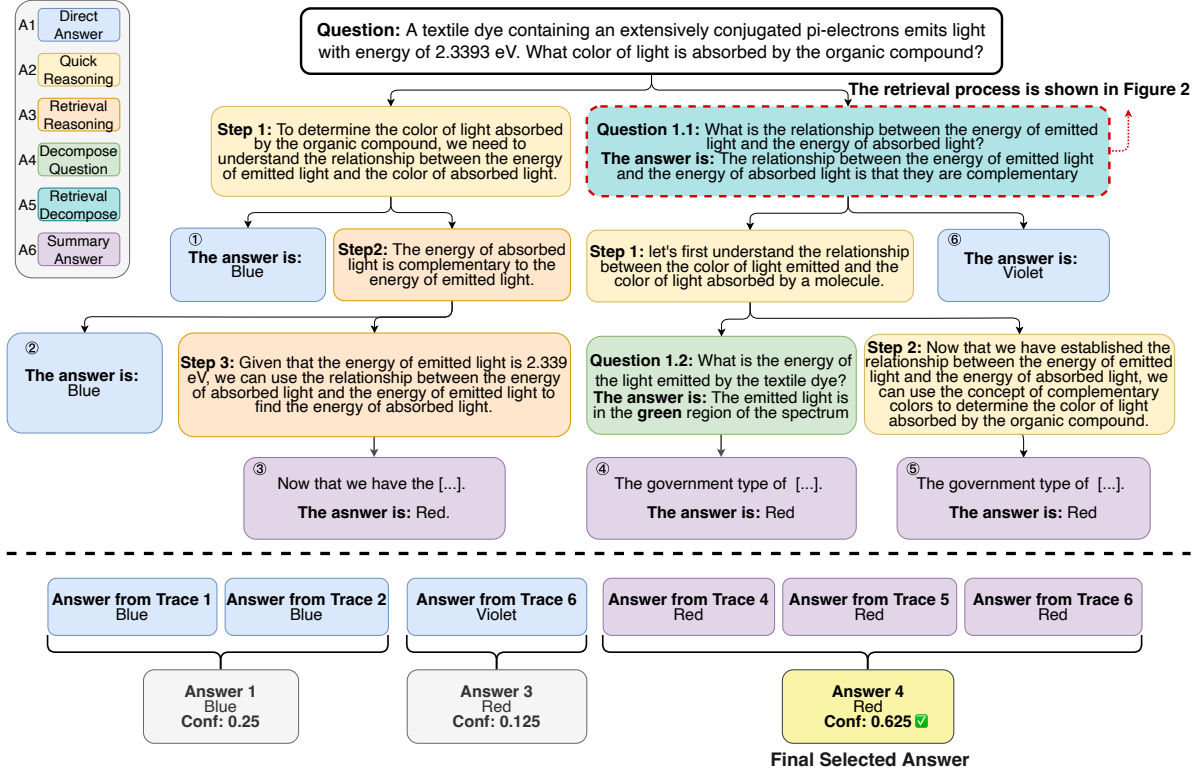 A1 Direct
Answer
A2 Quick
Reasoning
A3 Retrieval
Reasoning
A4 Decompose
Question
A5 Retrieval
Decompose
A6 Summary
Answer
Question: A textile dye containing an extensively conjugated pi-electrons emits light
with energy of 2.3393 eV. What color of light is absorbed by the organic compound?
The retrieval process is shown in Figure 2
Step 1: To determine the color of light absorbed
by the organic compound, we need to
understand the relationship between the energy
of emitted light and the color of absorbed light.
Question 1.1: What is the relationship between the energy of emitted
light and the energy of absorbed light?
The answer is: The relationship between the energy of emitted light
and the energy of absorbed light is that they are complementary
①
The answer is:
Blue
Step2: The energy of absorbed
light is complementary to the
energy of emitted light.
Step 1: let's first understand the relationship
between the color of light emitted and the
color of light absorbed by a molecule.
⑥
The answer is:
Violet
②
The answer is:
Blue
Step 3: Given that the energy of emitted light is 2.339
eV, we can use the relationship between the energy
of absorbed light and the energy of emitted light to
find the energy of absorbed light.
Question 1.2: What is the energy of
the light emitted by the textile dye?
The answer is: The emitted light is
in the green region of the spectrum
Step 2: Now that we have established the
relationship between the energy of emitted
light and the energy of absorbed light, we
can use the concept of complementary
colors to determine the color of light
absorbed by the organic compound.
③
Now that we have the [...].
The asnwer is: Red.
④
The government type of [...].
The answer is: Red
⑤
The government type of [...].
The answer is: Red
Answer from Trace 1
Blue
Answer from Trace 2
Blue
Answer from Trace 6
Violet
Answer from Trace 4
Red
Answer from Trace 5
Red
Answer from Trace 6
Red
Answer 1
Blue
Conf: 0.25
Answer 3
Red
Conf: 0.125
Answer 4
Red
Conf: 0.625 ✅
Final Selected Answer